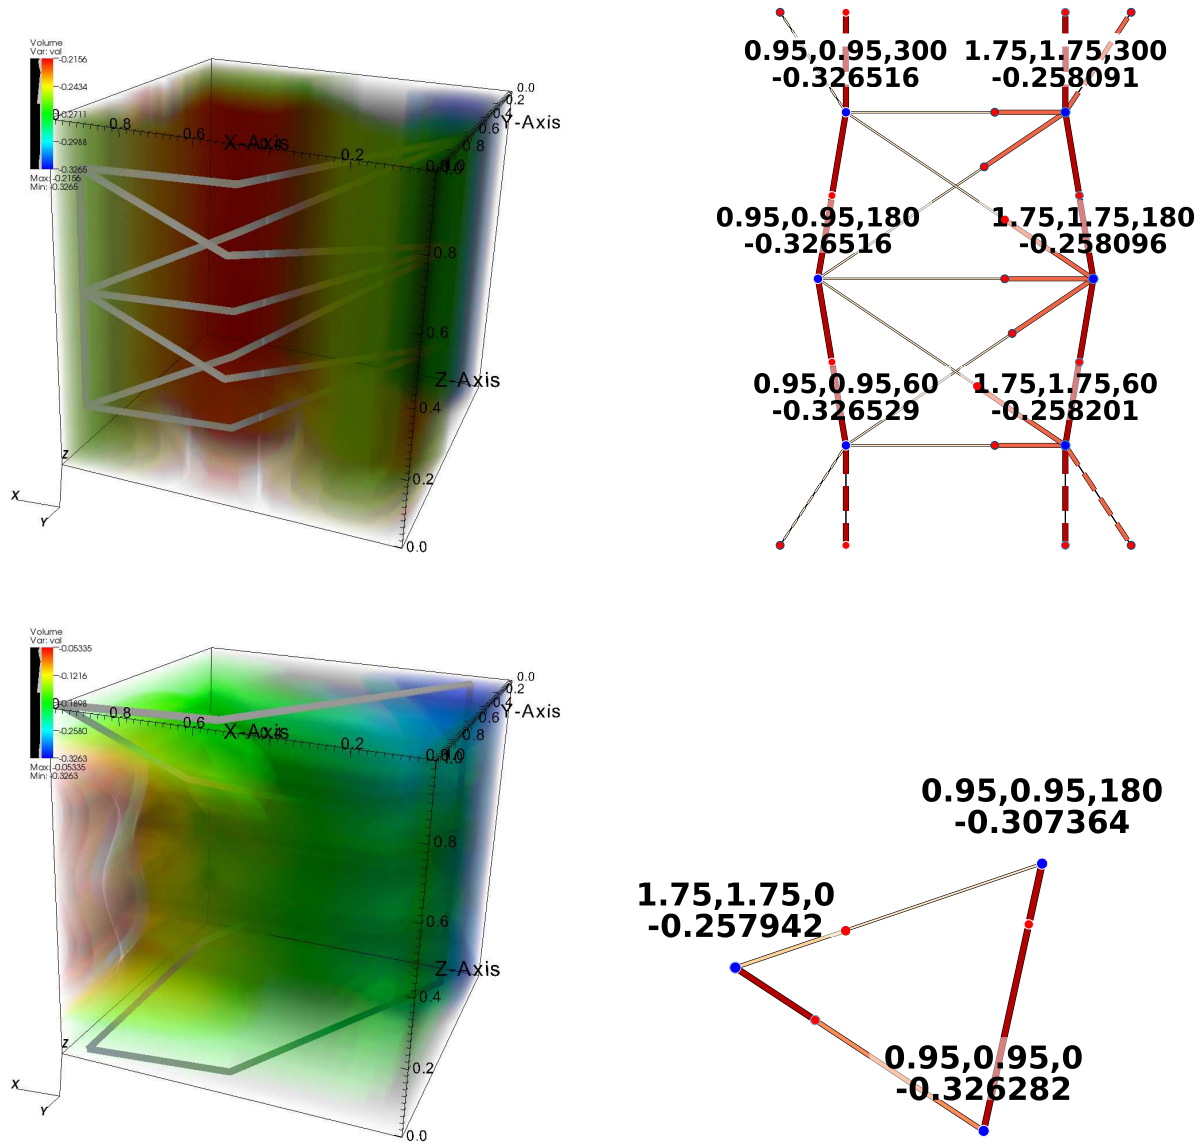 Volume
Var: val
-0.2156
-0.2434
-0.2711
-0.2988
-0.3265
Max: -0.2156
Min: -0.3265
0.8
0.6
X-Axis
0.2
0.0
0.2
0.4
Y-Axis
0.6
0.8
1.0
0.8
0.6
Z-Axis
0.4
0.2
0.0
Z
X
Y
0.95,0.95,300
-0.326516
1.75,1.75,300
-0.258091
0.95,0.95,180
-0.326516
1.75,1.75,180
-0.258096
0.95,0.95,60
-0.326529
1.75,1.75,60
-0.258201
Volume
Var: val
-0.05335
-0.1216
-0.1898
-0.2580
-0.3263
Max: -0.05335
Min: -0.3263
0.8
0.6
X-Axis
0.2
0.0
0.2
0.4
Y-Axis
0.6
0.8
1.0
0.8
0.6
Z-Axis
0.4
0.2
0.0
Z
X
Y
0.95,0.95,180
-0.307364
1.75,1.75,0
-0.257942
0.95,0.95,0
-0.326282